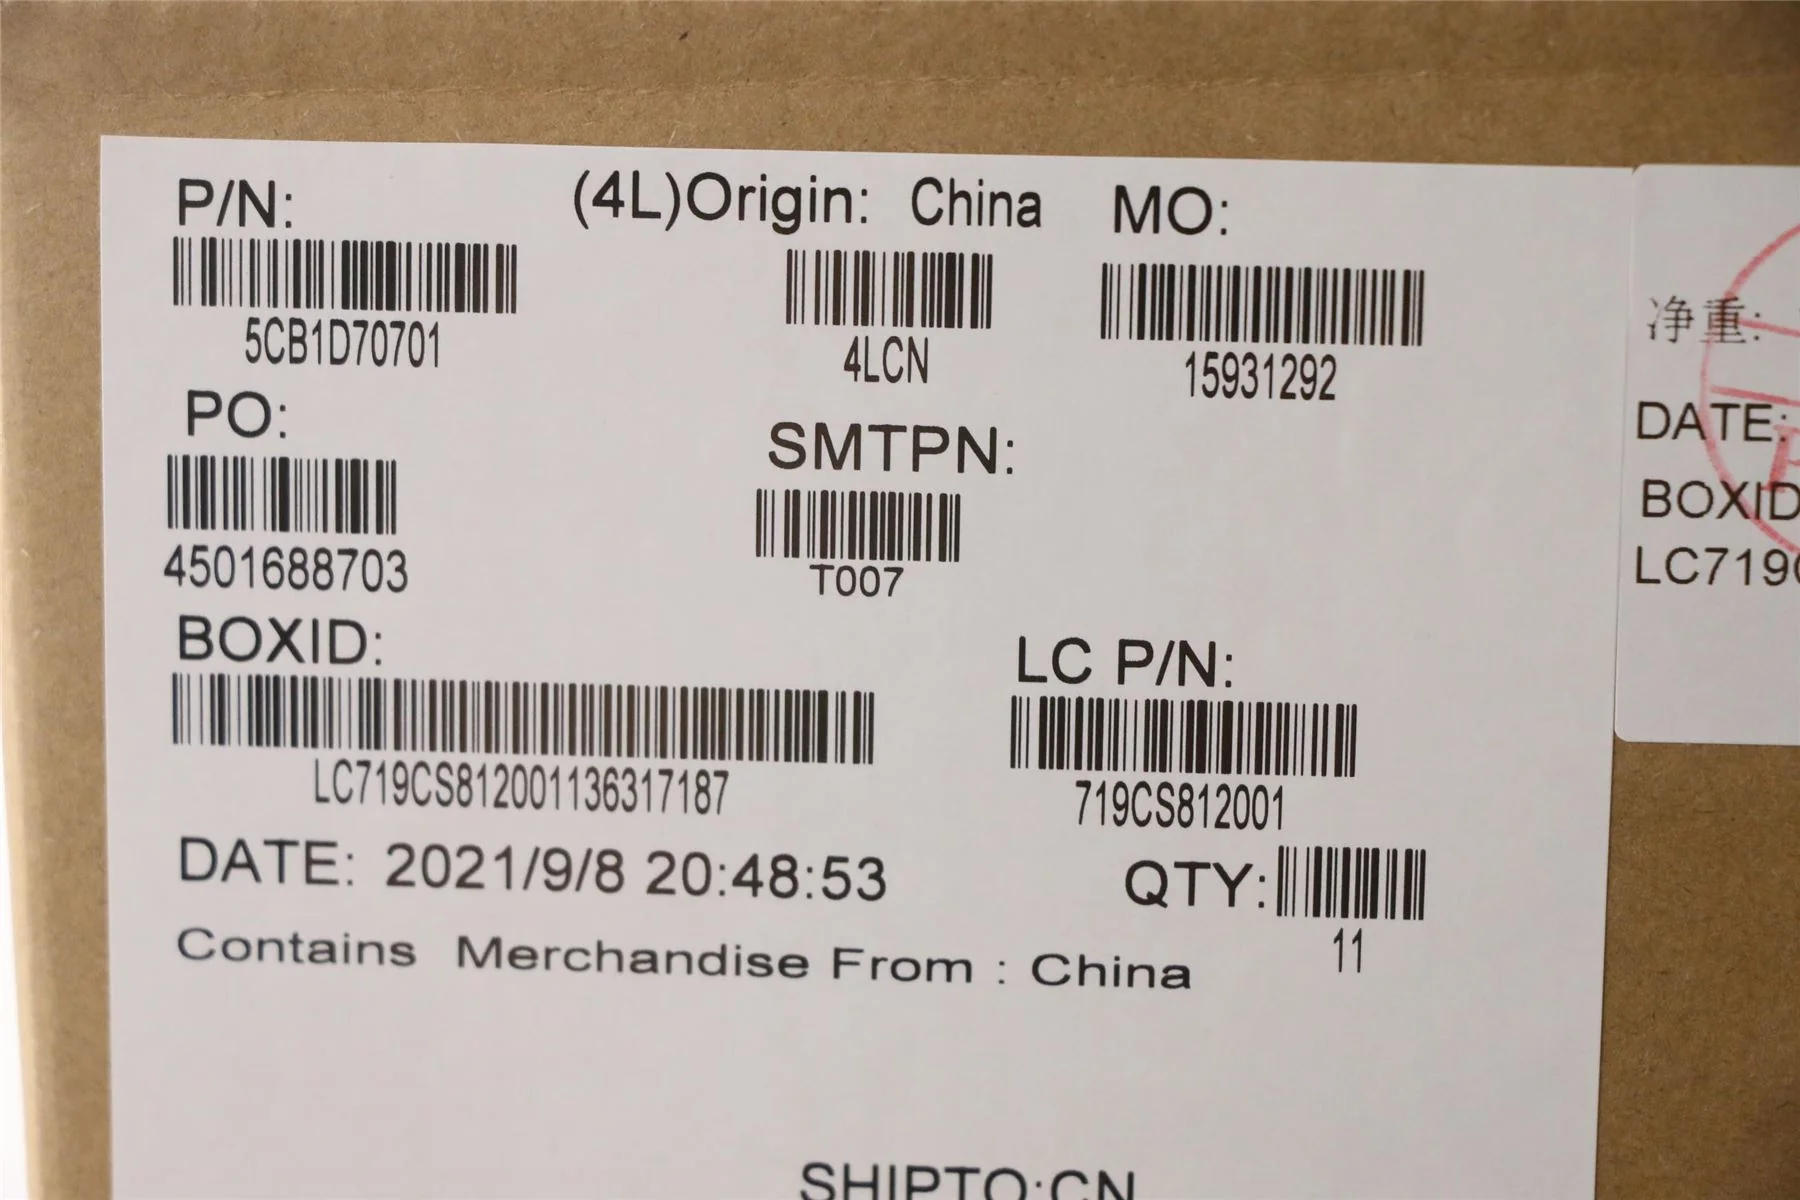 P/N:
(4L)Origin: China
MO:
5CB1D70701
4LCN
15931292
PO:
SMTPN:
4501688703
T007
BOXID:
LC P/N:
LC719CS812001136317187
719CS812001
DATE: 2021/9/8 20:48:53
QTY:
11
Contains Merchandise From : China
SHIPTO:CN
净重:
DATE:
BOXID
LC719